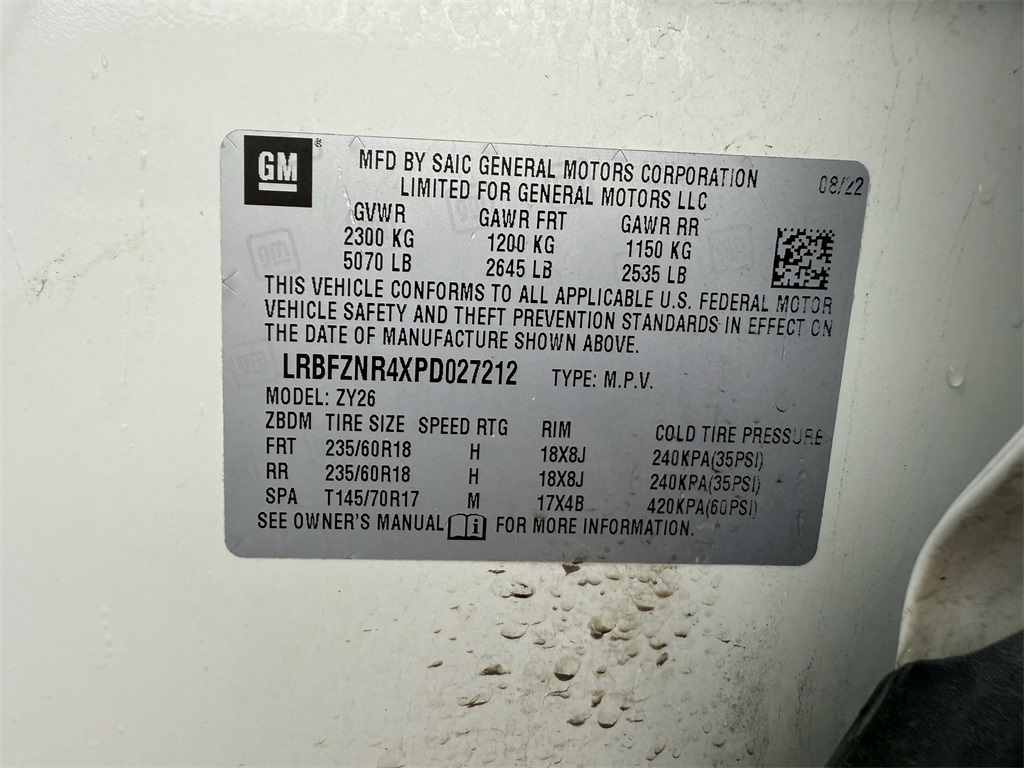 GM ®
MFD BY SAIC GENERAL MOTORS CORPORATION 08/22
LIMITED FOR GENERAL MOTORS LLC
GVWR GAWR FRT GAWR RR
2300 KG 1200 KG 1150 KG
5070 LB 2645 LB 2535 LB
THIS VEHICLE CONFORMS TO ALL APPLICABLE U.S. FEDERAL MOTOR
VEHICLE SAFETY AND THEFT PREVENTION STANDARDS IN EFFECT ON
THE DATE OF MANUFACTURE SHOWN ABOVE.
LRBFZNR4XPD027212 TYPE: M.P.V.
MODEL: ZY26
ZBDM TIRE SIZE SPEED RTG RIM COLD TIRE PRESSURE
FRT 235/60R18 H 18X8J 240KPA(35PSI)
RR 235/60R18 H 18X8J 240KPA(35PSI)
SPA T145/70R17 M 17X4B 420KPA(60PSI)
SEE OWNER'S MANUAL i FOR MORE INFORMATION.